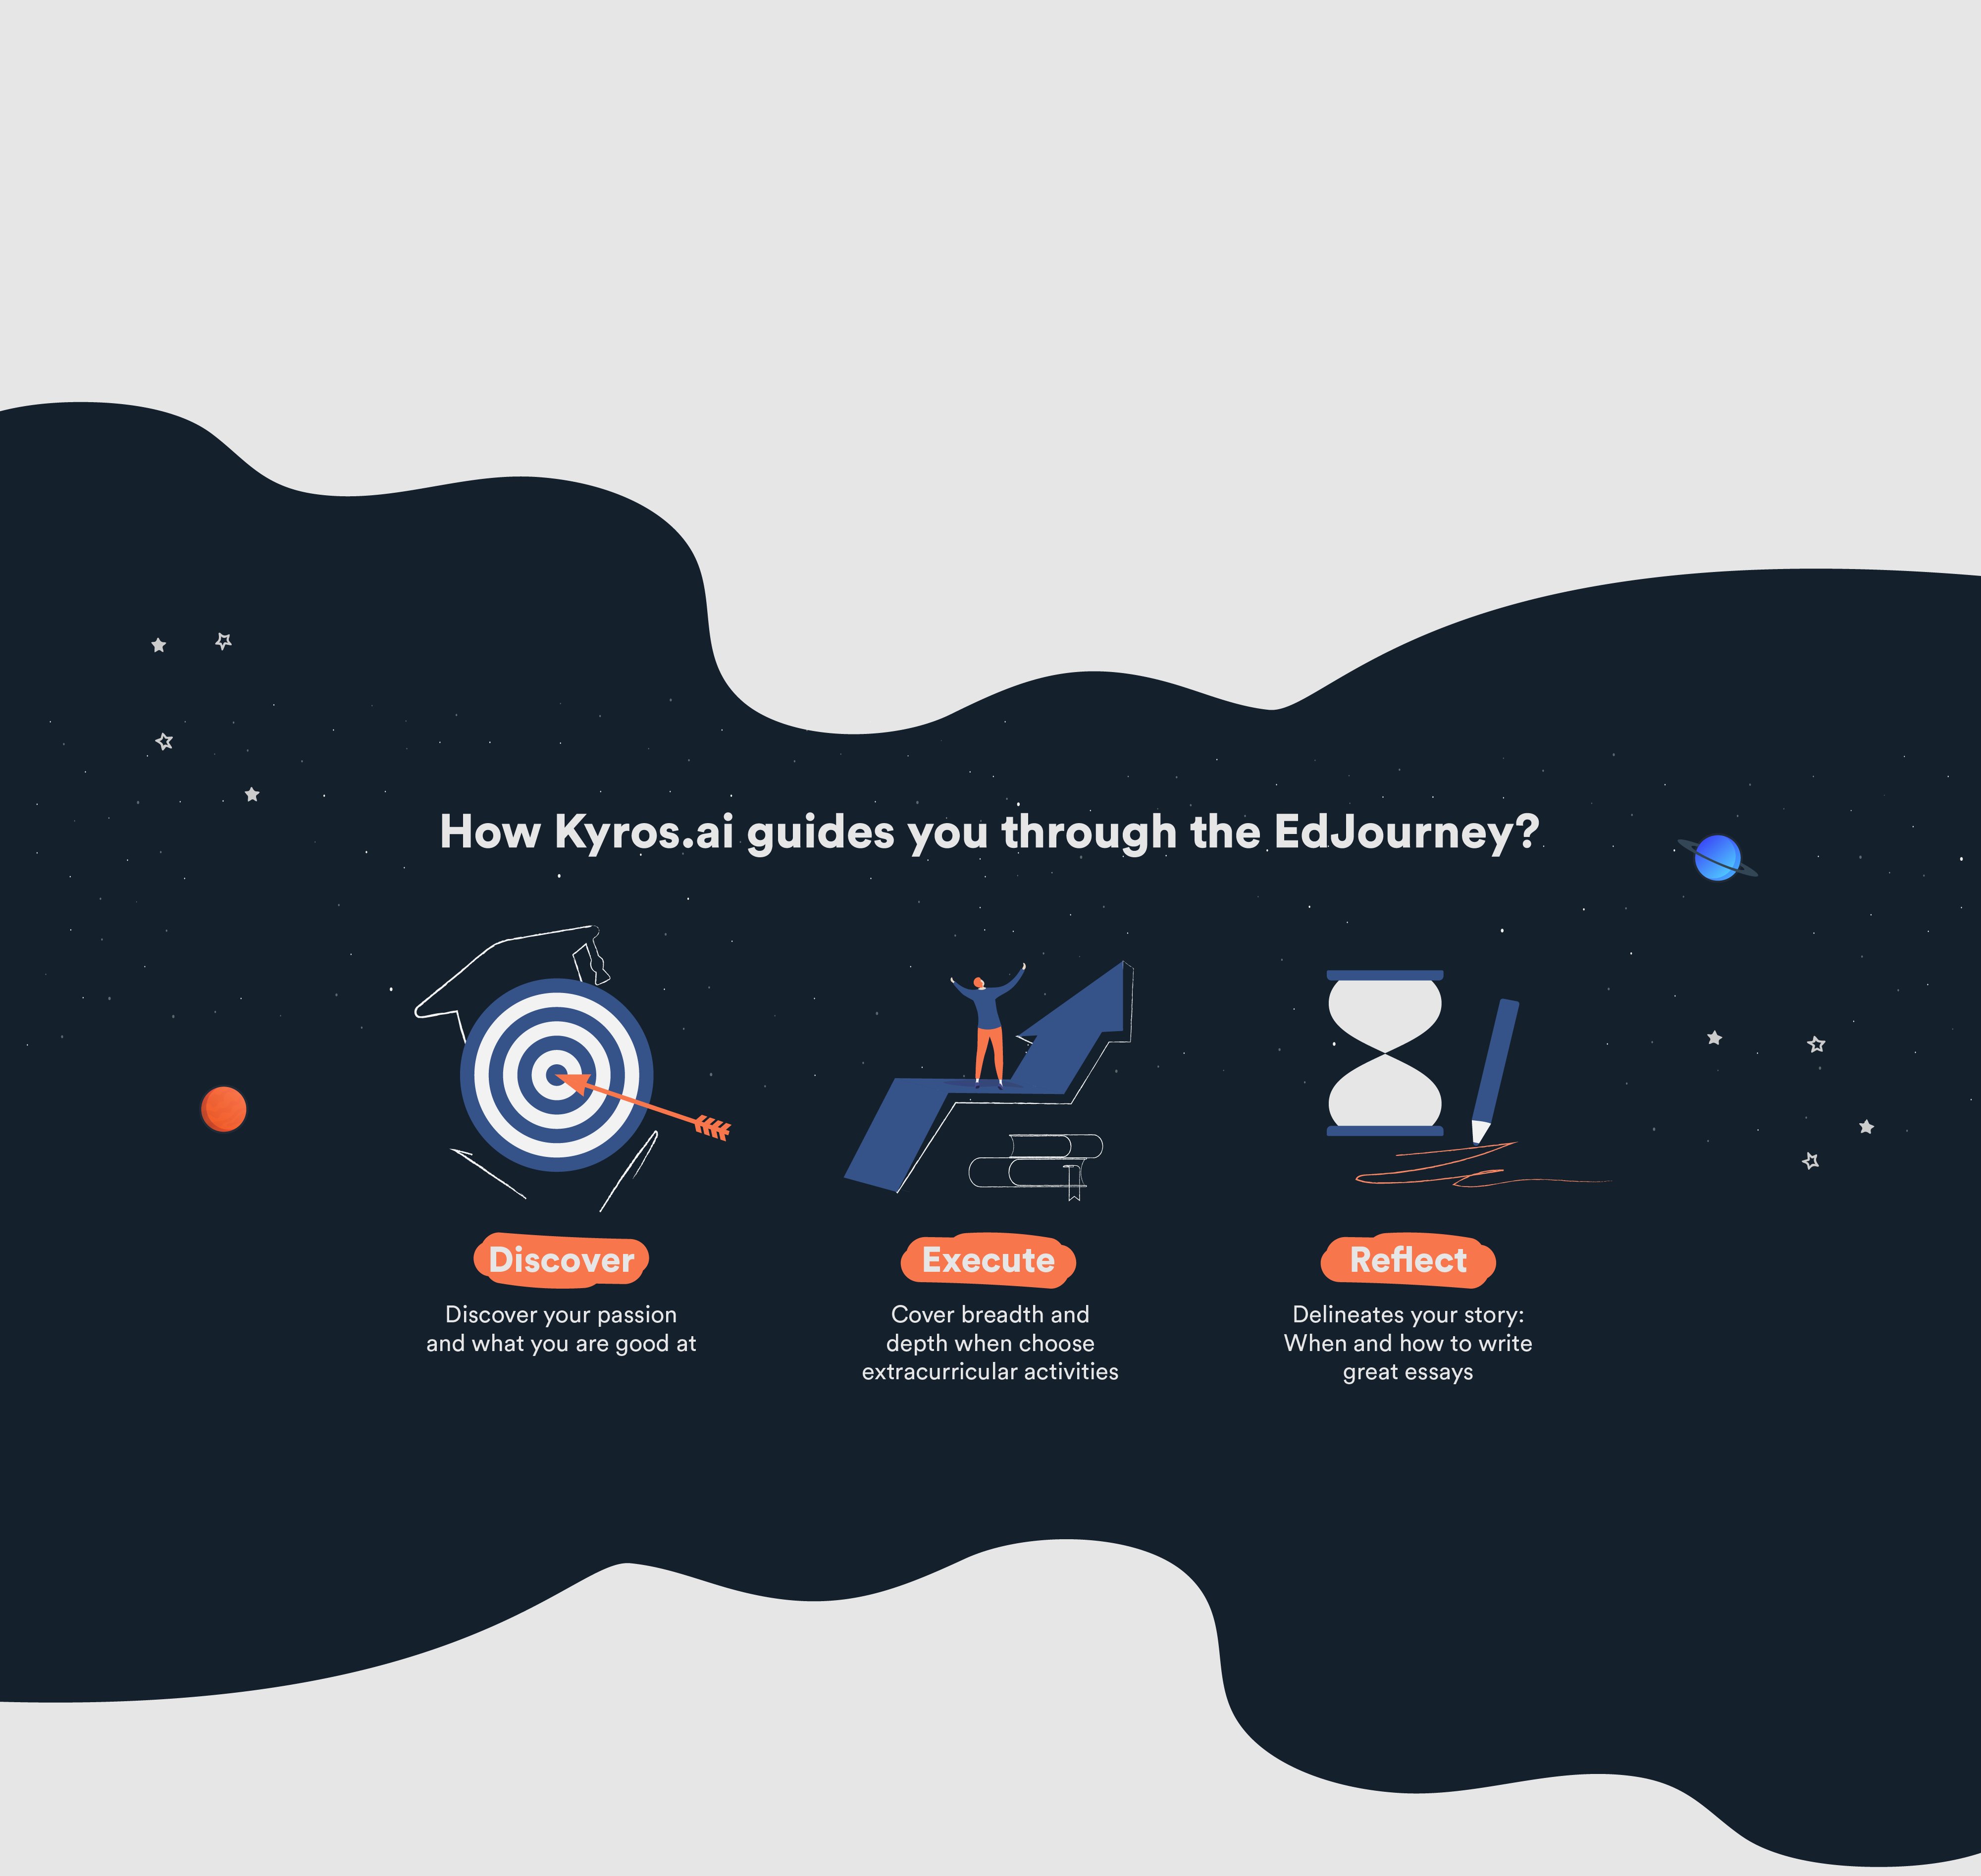 How Kyros.ai guides you through the EdJourney?
Discover
Discover your passion
and what you are good at
Execute
Cover breadth and
depth when choose
extracurricular activities
Reflect
Delineates your story:
When and how to write
great essays